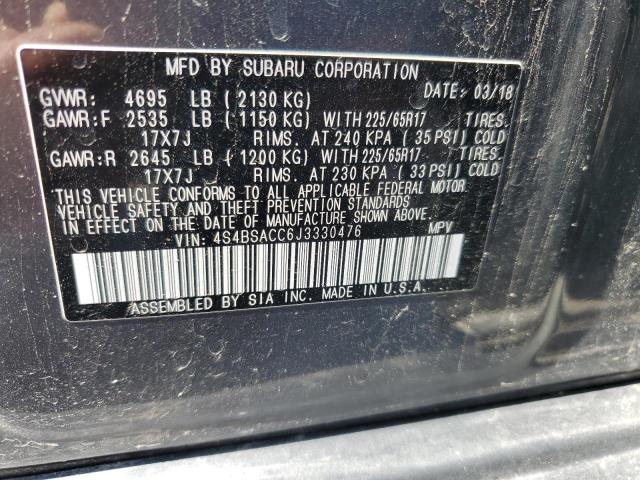 MFD BY SUBARU CORPORATION
DATE: 03/18
GVWR: 4695 LB (2130 KG)
GAWR:F 2535 LB (1150 KG) WITH 225/65R17 TIRES.
17X7J RIMS. AT 240 KPA (35 PSI) COLD
GAWR:R 2645 LB (1200 KG) WITH 225/65R17 TIRES.
17X7J RIMS. AT 230 KPA (33 PSI) COLD
THIS VEHICLE CONFORMS TO ALL APPLICABLE FEDERAL MOTOR
VEHICLE SAFETY AND THEFT PREVENTION STANDARDS
IN EFFECT ON THE DATE OF MANUFACTURE SHOWN ABOVE.
VIN: 4S4BSACC6J3330476 MPV
ASSEMBLED BY SIA INC. MADE IN U.S.A.